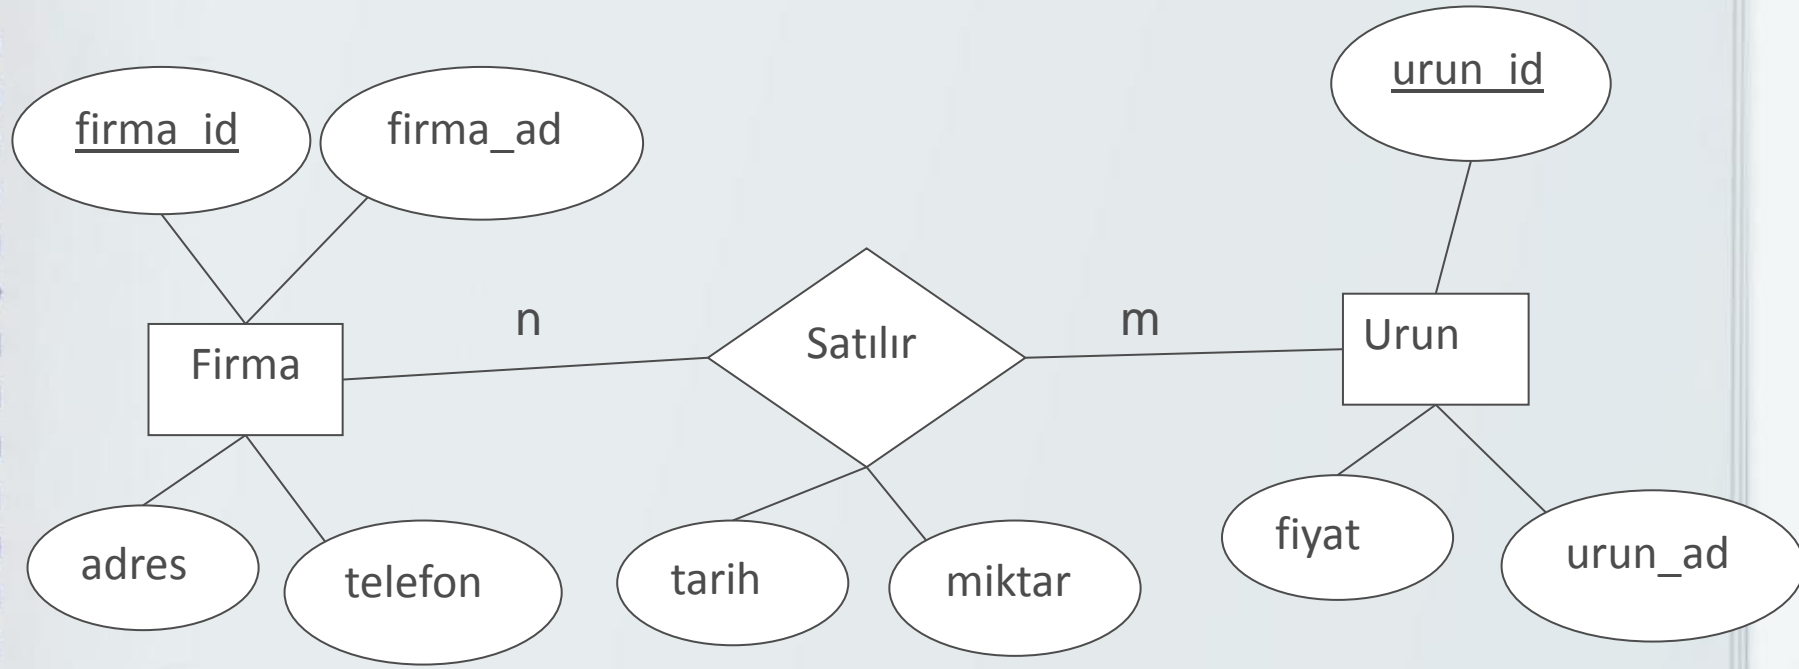 urun_id
firma_id
firma_ad
n
m
Satılır
Urun
Firma
adres
telefon
tarih
miktar
fiyat
urun_ad